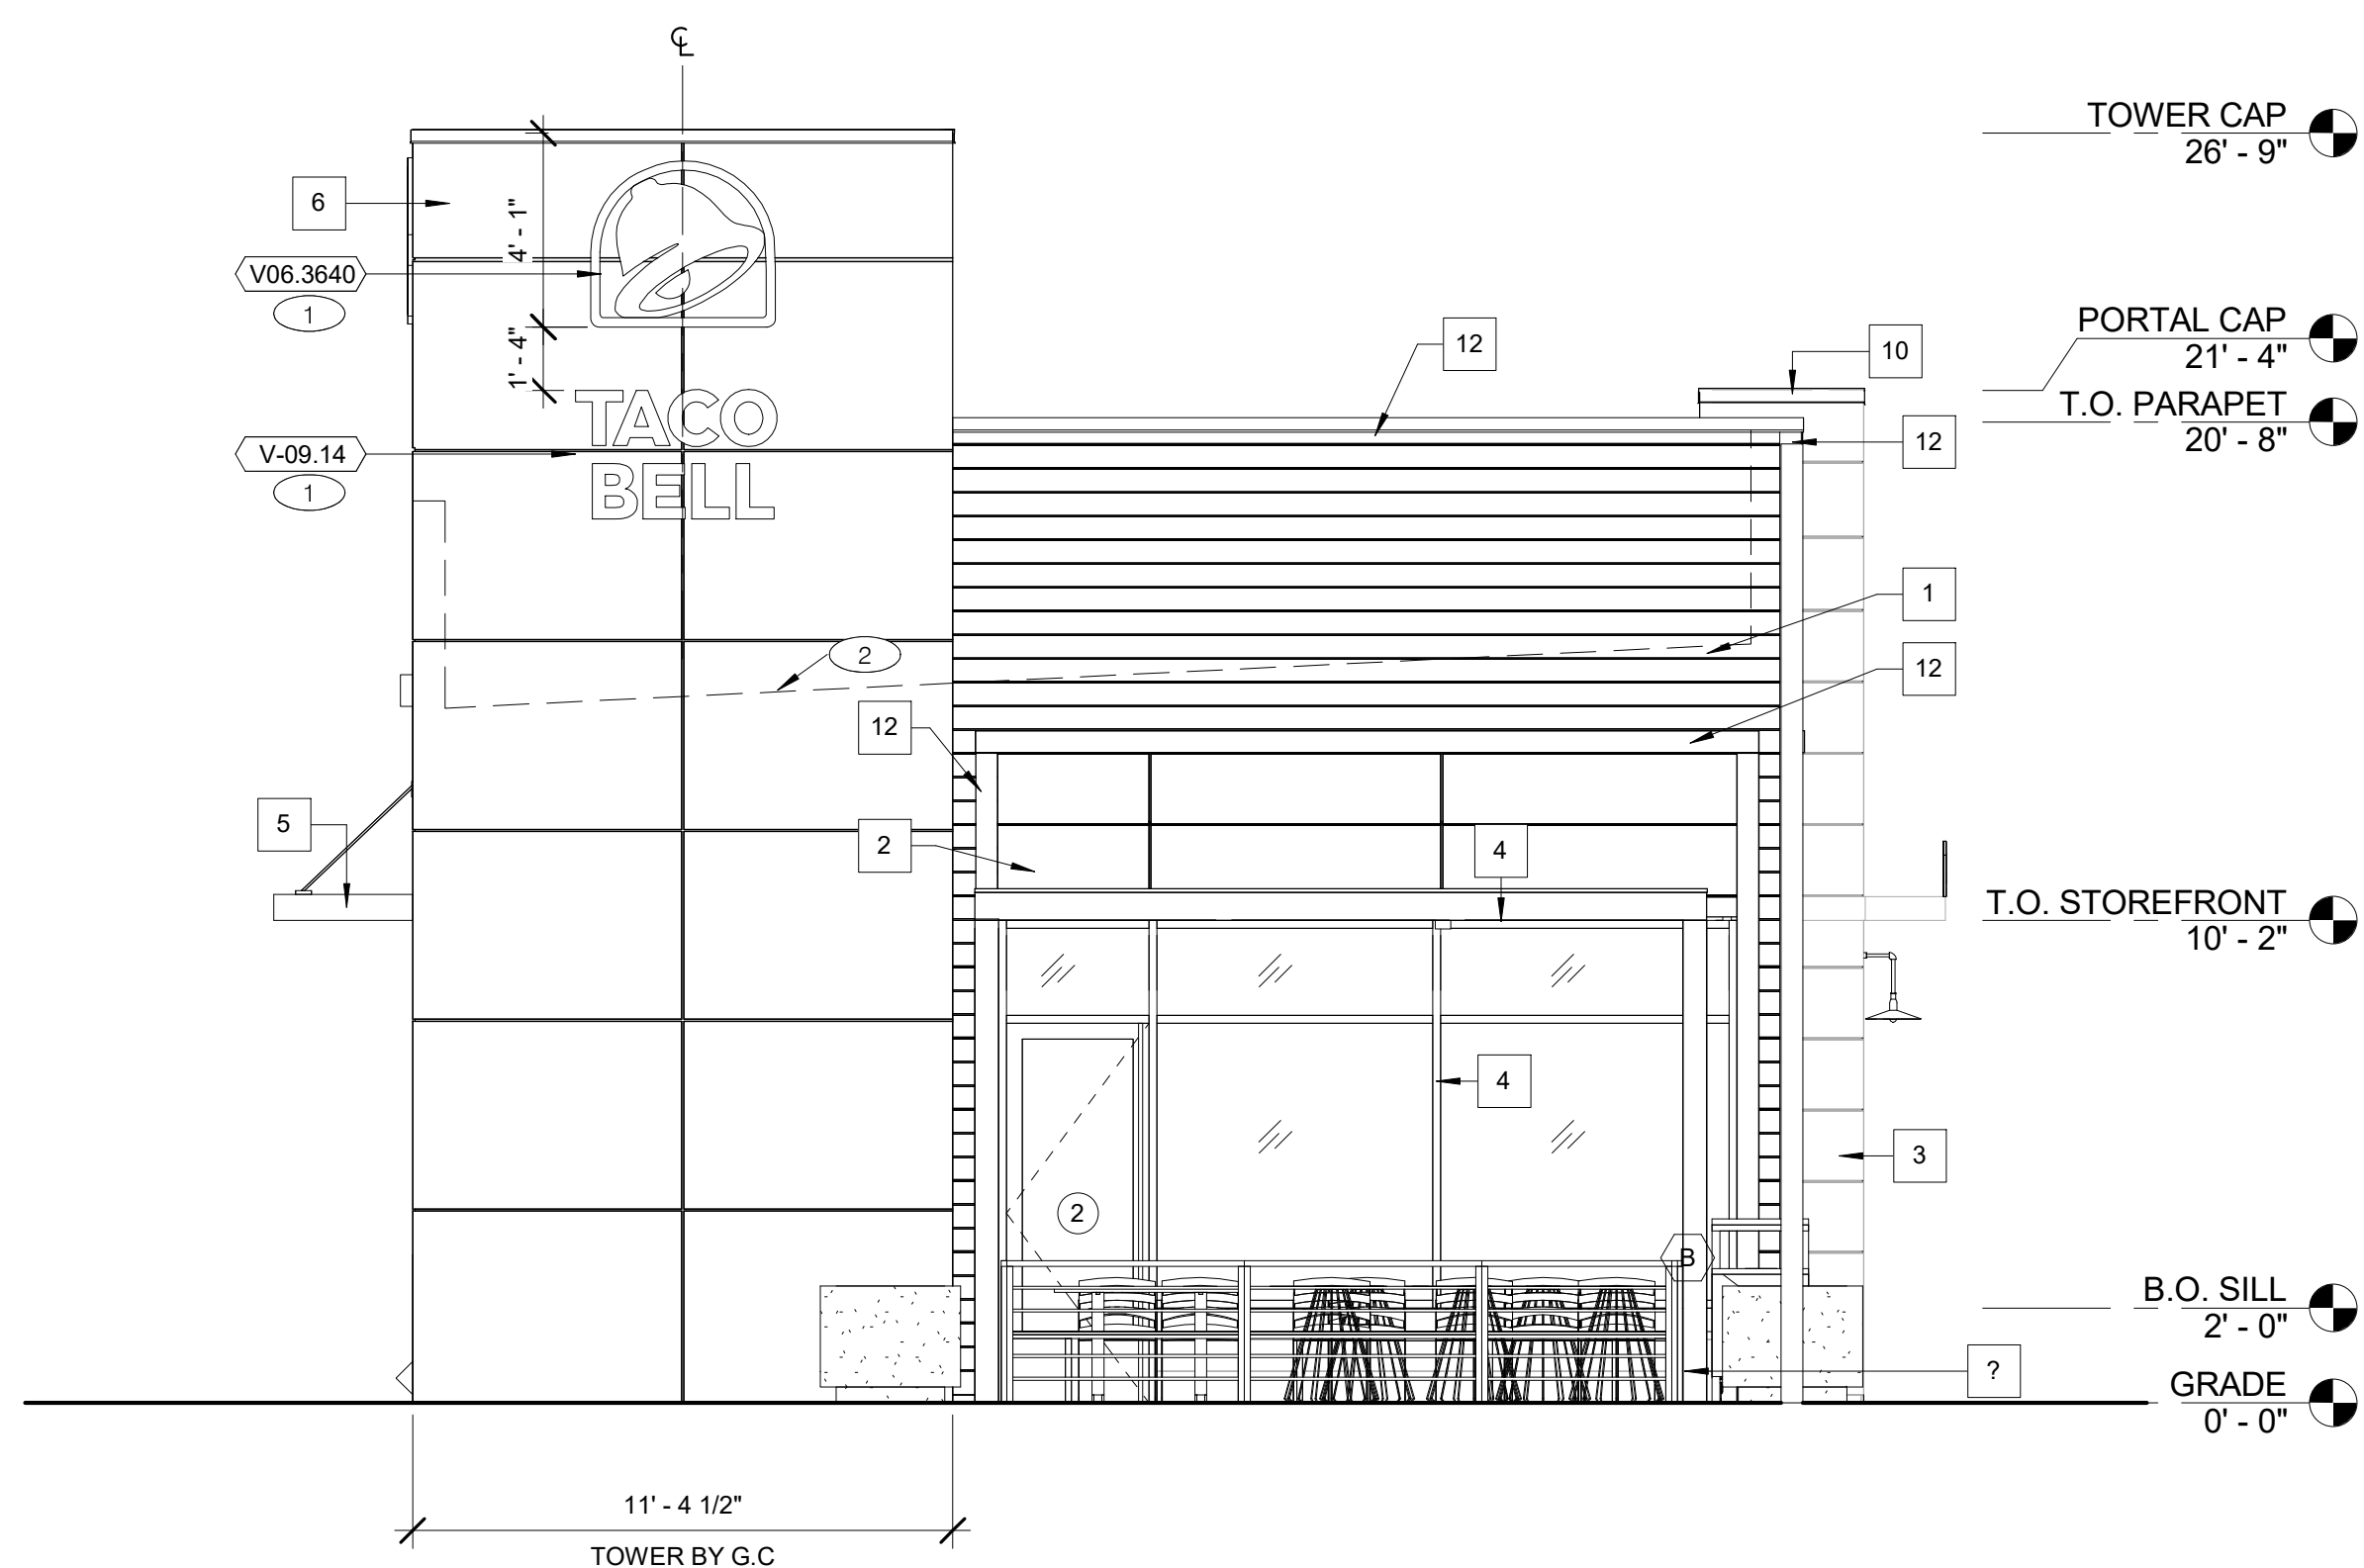 ℄
TOWER CAP
26' - 9"
6
4' - 1"
V06.3640
1
PORTAL CAP
21' - 4"
12
10
1' - 4"
TACO
BELL
T.O. PARAPET
20' - 8"
12
V-09.14
1
1
2
12
12
5
2
4
T.O. STOREFRONT
10' - 2"
4
3
2
B
B.O. SILL
2' - 0"
?
GRADE
0' - 0"
11' - 4 1/2"
TOWER BY G.C